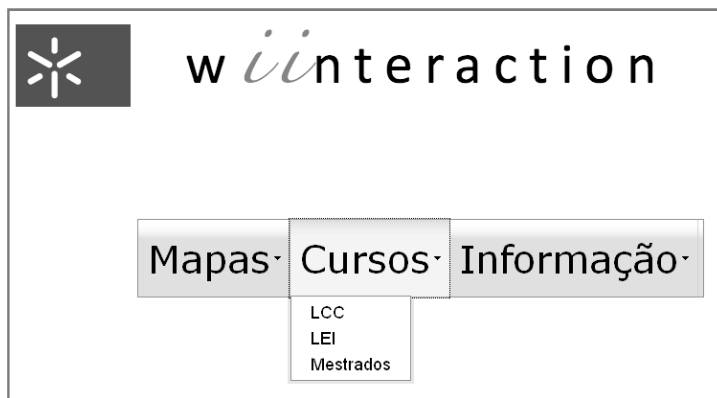 wiinteraction
Mapas Cursos Informação
LCC
LEI
Mestrados